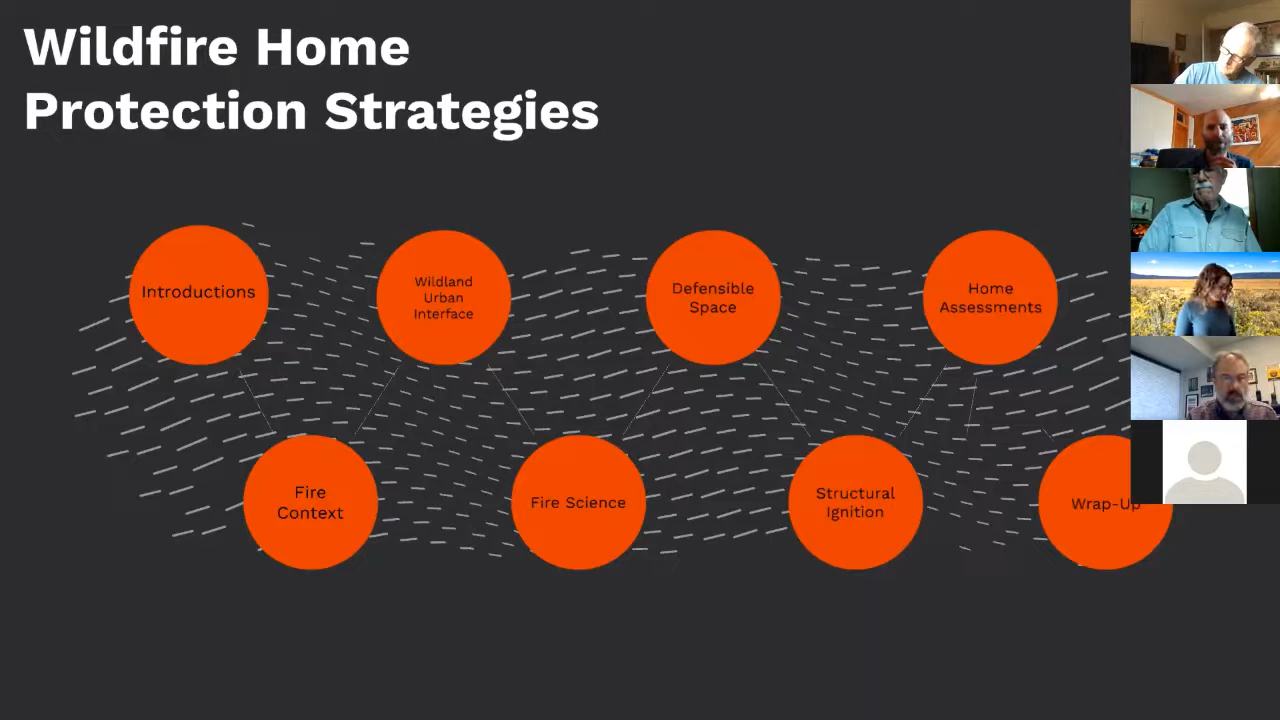 Wildfire Home
Protection Strategies
Introductions
Fire
Context
Wildland
Urban
Interface
Fire Science
Defensible
Space
Structural
Ignition
Home
Assessments
Wrap-Up